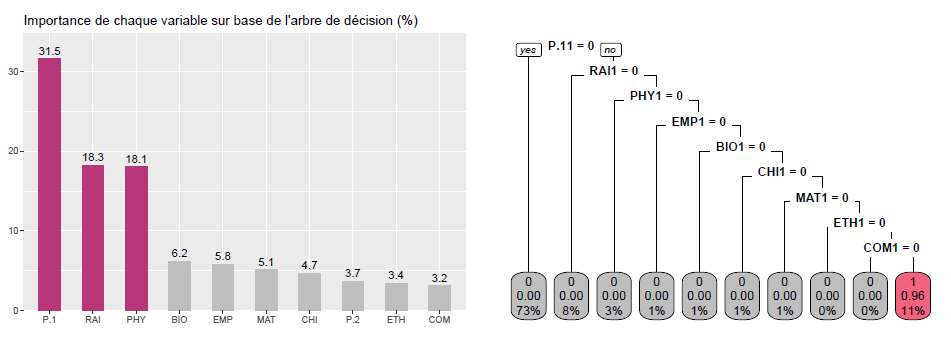 Importance de chaque variable sur base de l'arbre de décision (%)
30
20
10
0
31.5
18.3
18.1
6.2
5.8
5.1
4.7
3.7
3.4
3.2
P.1 RAI PHY BIO EMP MAT CHI P.2 ETH COM
yes P.11 = 0 no
RAI1 = 0
PHY1 = 0
EMP1 = 0
BIO1 = 0
CHI1 = 0
MAT1 = 0
ETH1 = 0
COM1 = 0
0 0 0 0 0 0 0 0 0 1
0.00 0.00 0.00 0.00 0.00 0.00 0.00 0.00 0.00 0.96
73% 8% 3% 1% 1% 1% 1% 0% 0% 11%